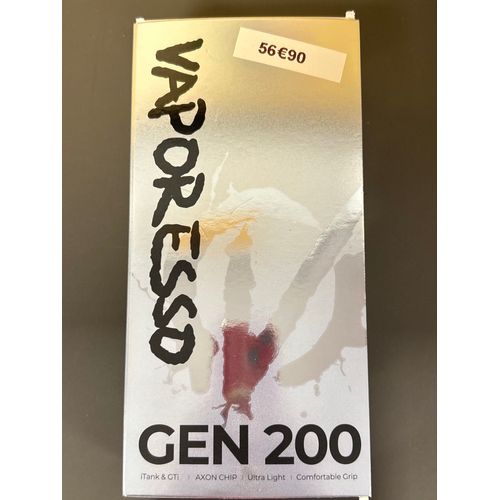 56€90
VAPORESSO
GEN 200
iTank & GTi | AXON CHIP | Ultra Light | Comfortable Grip